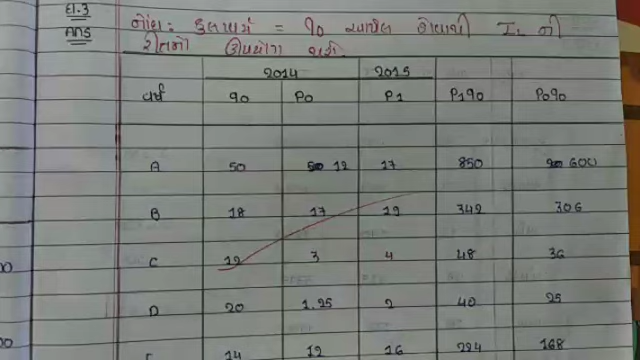 દા.3
Ans
નોંધ: કુલખર્ચ = q0 આપેલ હોવાથી IL ની
રીતનો ઉપયોગ થશે.
2014 2015
વર્ષ q0 P0 P1 P1q0 P0q0
A 50 12 17 850 600
B 18 17 19 342 306
C 12 3 4 48 36
D 20 1.25 2 40 25
14 12 16 224 168